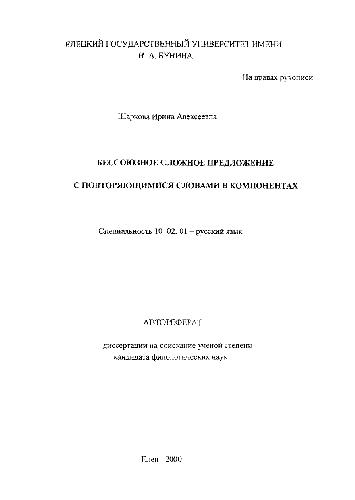 ЕЛЕЦКИЙ ГОСУДАРСТВЕННЫЙ УНИВЕРСИТЕТ ИМЕНИ
И. А. БУНИНА
На правах рукописи
Шаркова Ирина Алексеевна
БЕССОЮЗНОЕ СЛОЖНОЕ ПРЕДЛОЖЕНИЕ
С ПОВТОРЯЮЩИМИСЯ СЛОВАМИ В КОМПОНЕНТАХ
Специальность 10. 02. 01 – русский язык
АВТОРЕФЕРАТ
диссертации на соискание ученой степени
кандидата филологических наук
Елец - 2000